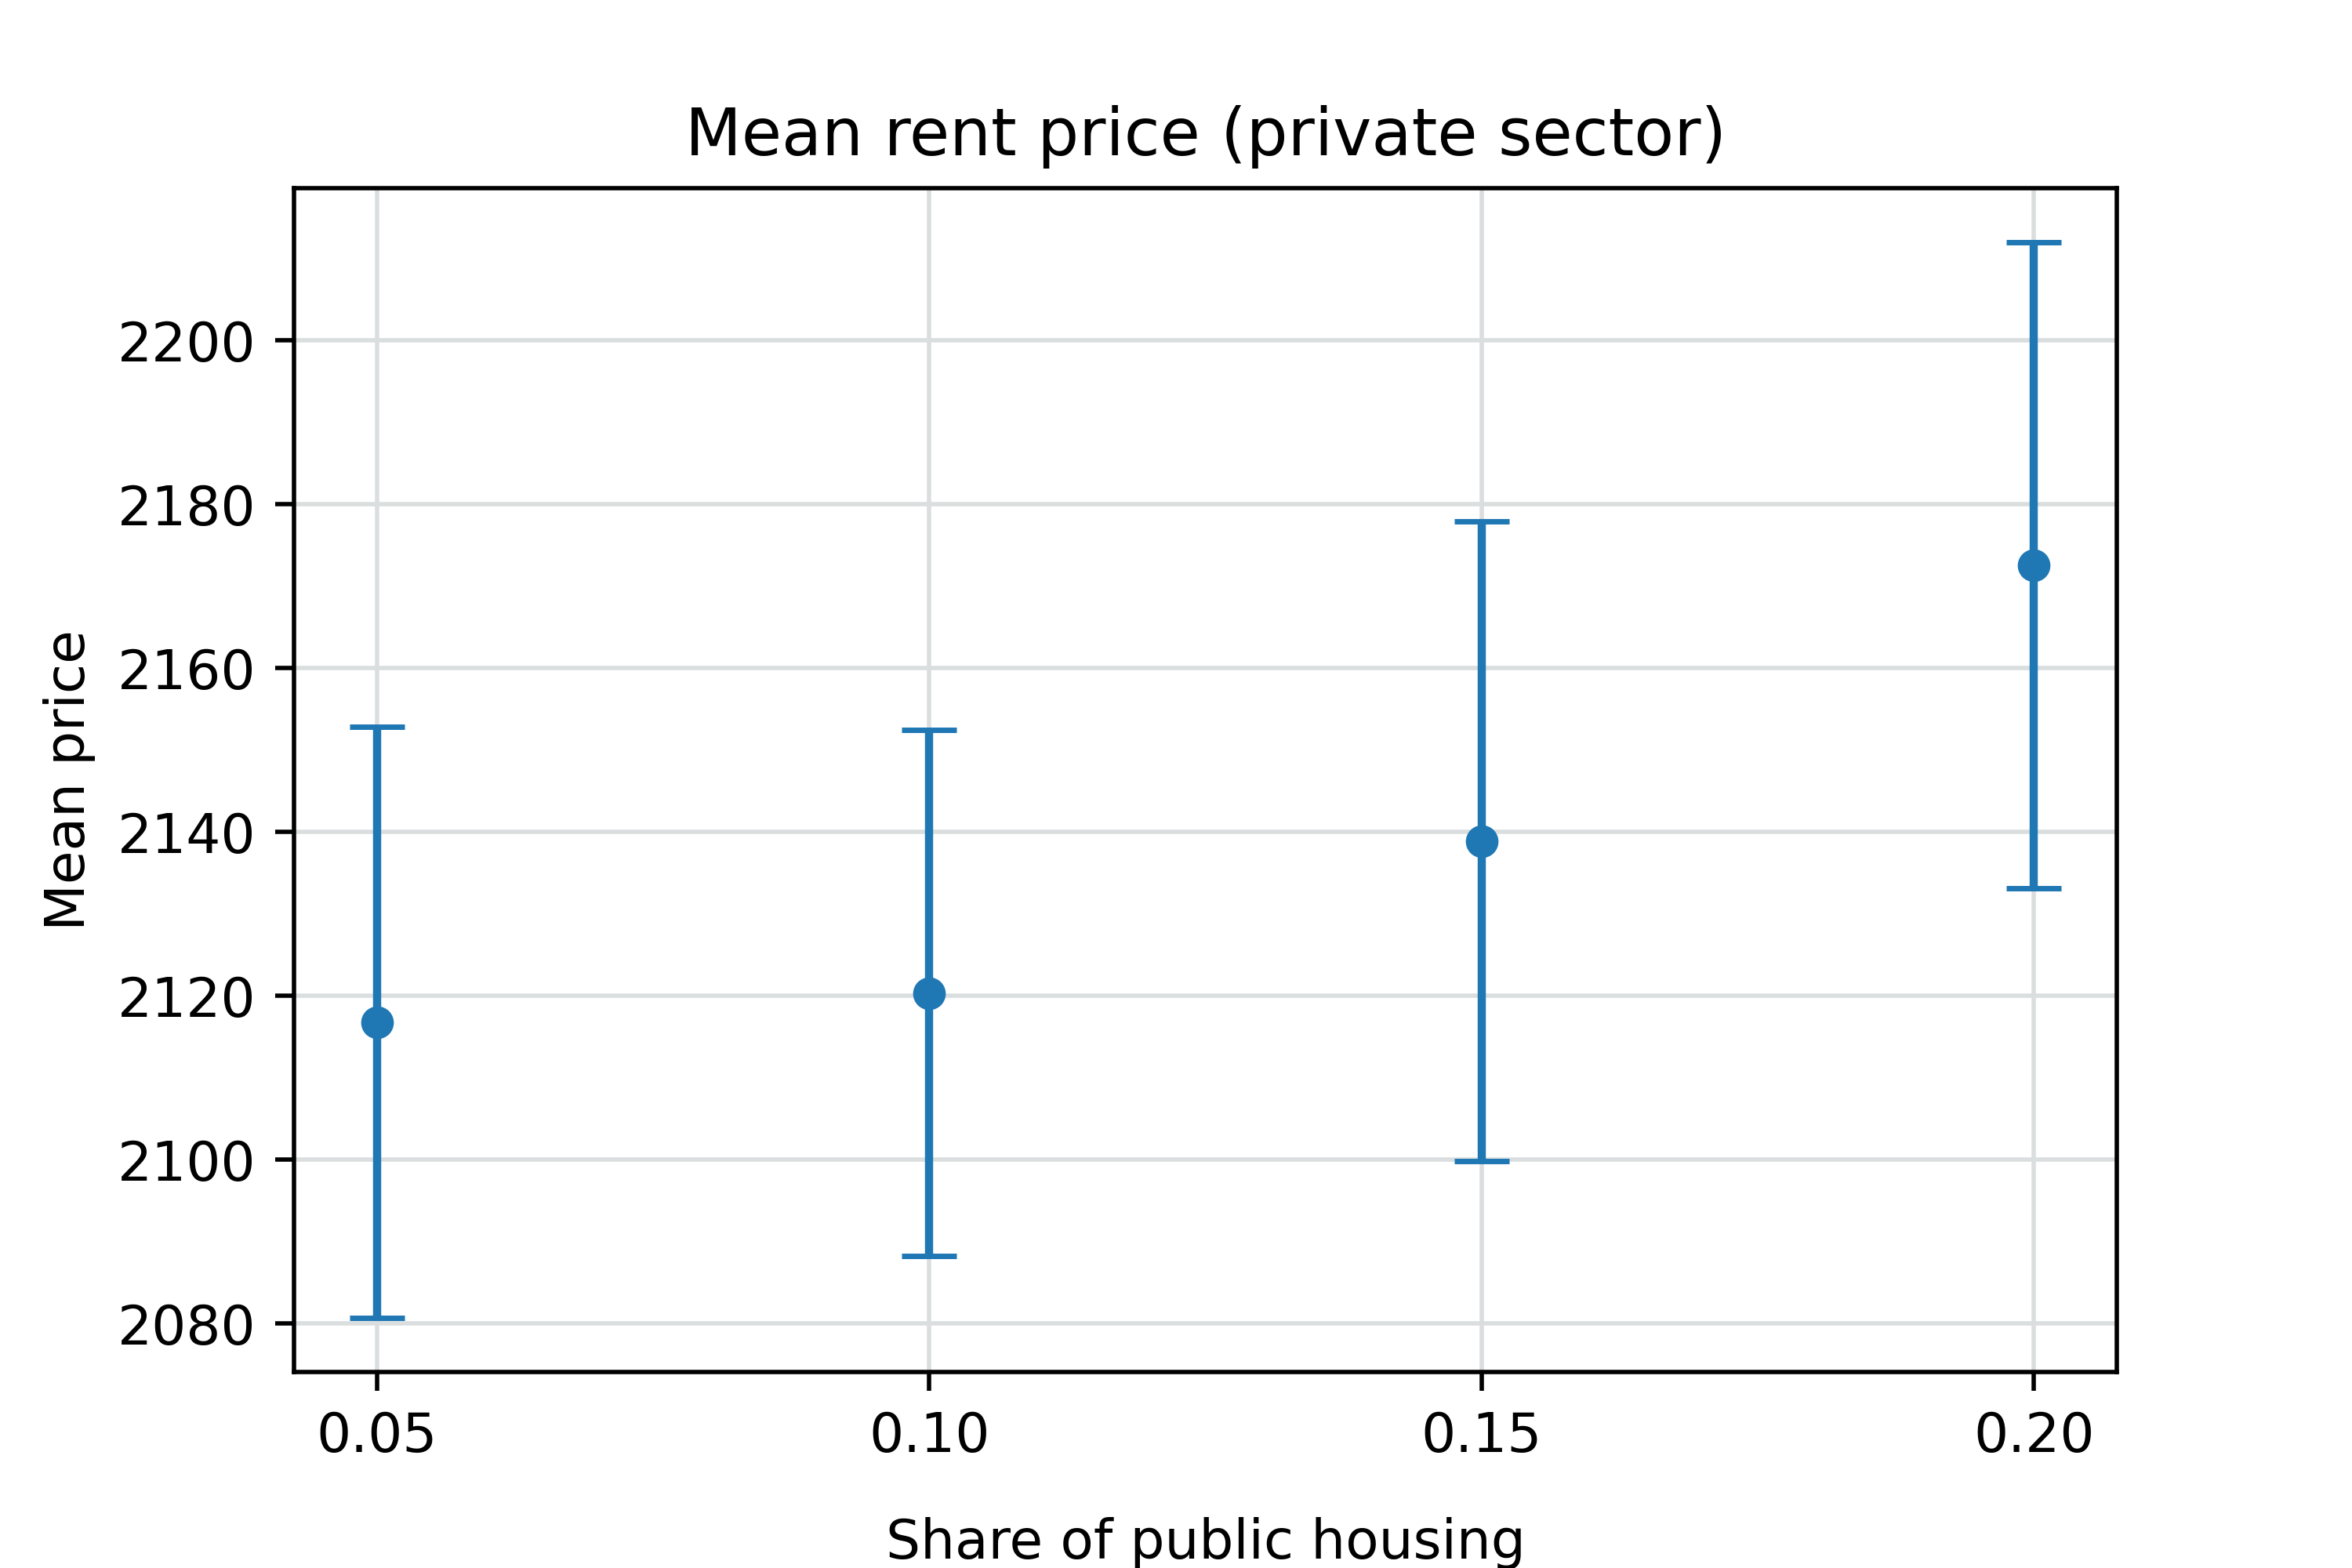 Mean rent price (private sector)
Mean price
2200
2180
2160
2140
2120
2100
2080
0.05 0.10 0.15 0.20
Share of public housing